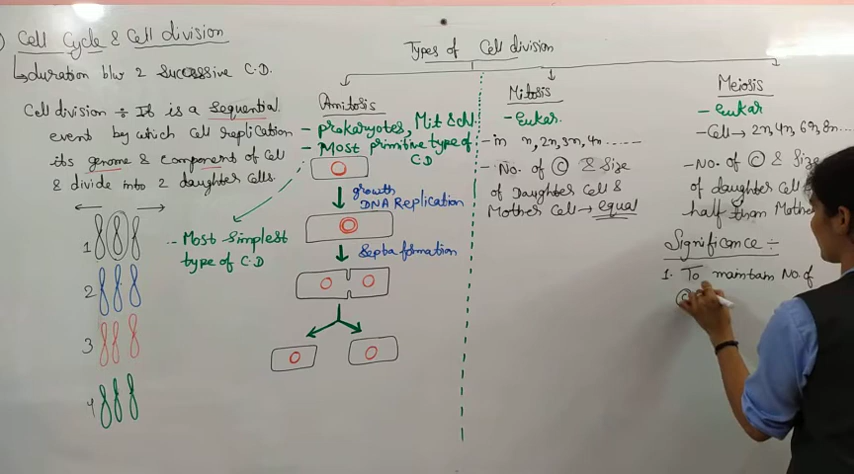 Cell Cycle & Cell division
↳duration b/w 2 Successive C.D.
Cell division ÷ It is a Sequential
event by which Cell replication
its genome & component of Cell
& divide into 2 daughter Cells.
1
2
3
4
Types of Cell division
Amitosis
- prokaryotes, Mit & chl.
- Most primitive type of
C.D
growth
DNA Replication
Septa formation
-- Most Simplest
type of C.D
Mitosis
- Eukar.
- in n, 2n, 3n, 4n ......
- No. of Ⓒ & Size
of Daughter Cell &
Mother Cell → equal
Meiosis
- Eukar
- Cell → 2n, 4n, 6n, 8n...
- No. of Ⓒ & Size
of daughter Cell
half than Mother
Significance ÷
1. To maintain No. of
Ⓒ